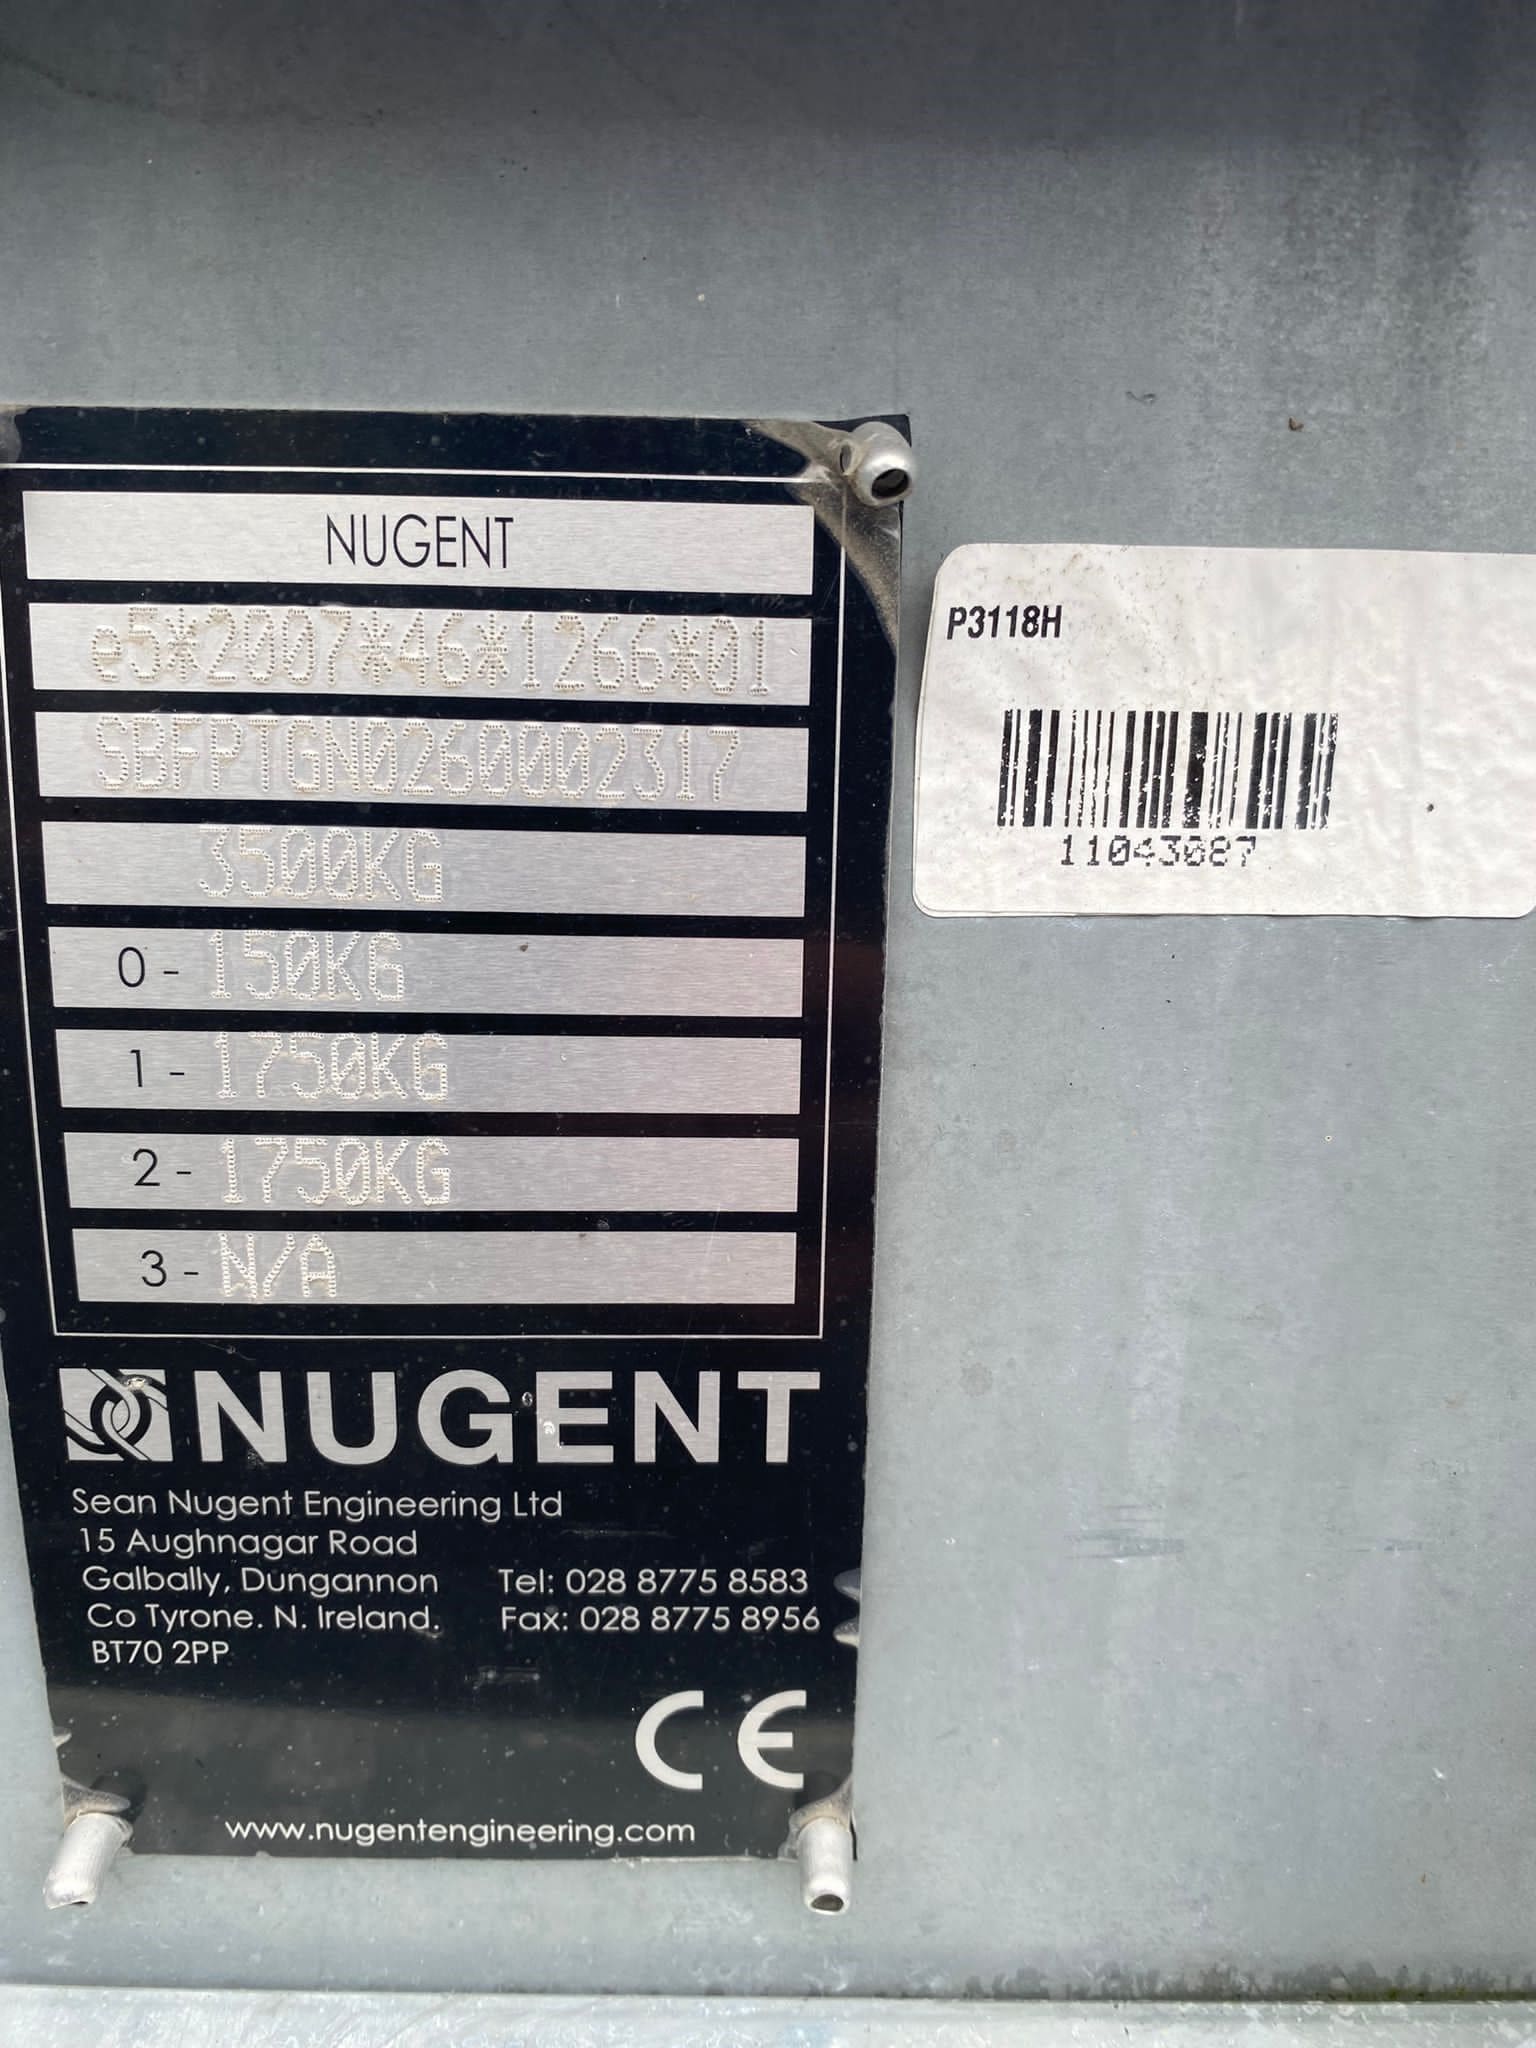 NUGENT
e5*2007*46*1266*01
SBFPTGN0260002317
3500KG
0 - 150KG
1 - 1750KG
2 - 1750KG
3 - N/A
NUGENT
Sean Nugent Engineering Ltd
15 Aughnagar Road
Galbally, Dungannon Tel: 028 8775 8583
Co Tyrone. N. Ireland. Fax: 028 8775 8956
BT70 2PP
CE
www.nugentengineering.com
P3118H
11043087